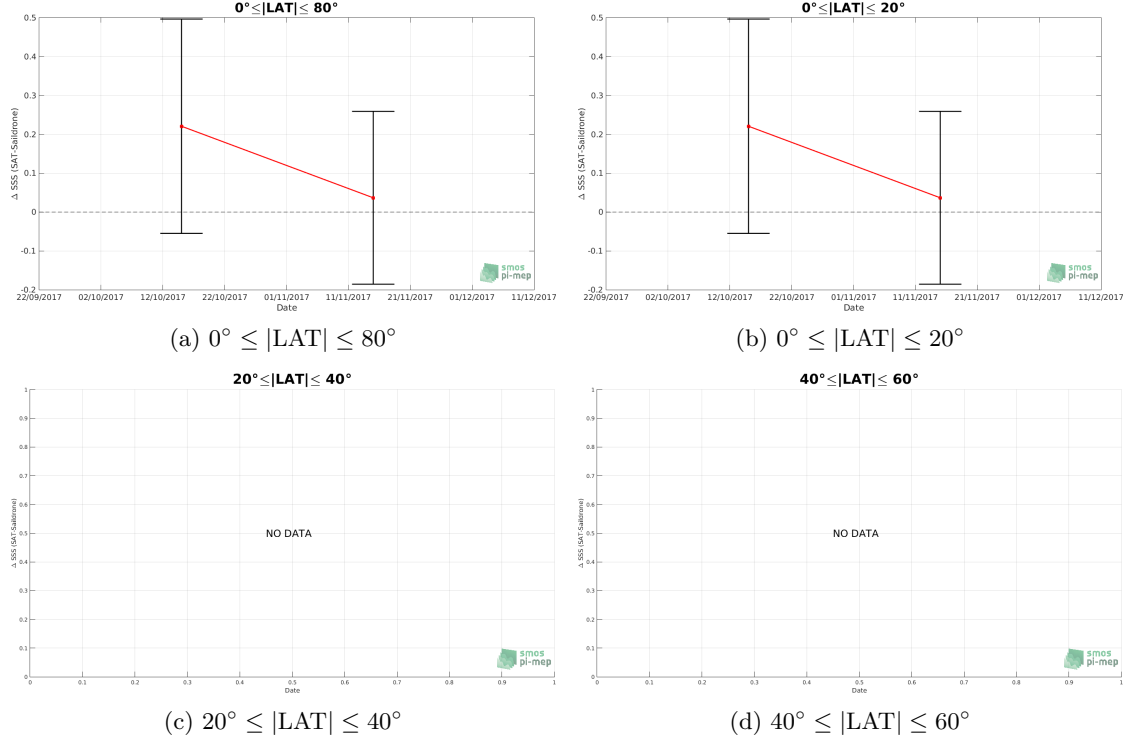 0°≤|LAT|≤ 80°
0.5
0.4
0.3
0.2
0.1
0
-0.1
-0.2
Δ SSS (SAT-Saildrone)
22/09/2017 02/10/2017 12/10/2017 22/10/2017 01/11/2017 11/11/2017 21/11/2017 01/12/2017 11/12/2017
Date
smos
pi-mep
(a) 0° ≤ |LAT| ≤ 80°
0°≤|LAT|≤ 20°
0.5
0.4
0.3
0.2
0.1
0
-0.1
-0.2
Δ SSS (SAT-Saildrone)
22/09/2017 02/10/2017 12/10/2017 22/10/2017 01/11/2017 11/11/2017 21/11/2017 01/12/2017 11/12/2017
Date
smos
pi-mep
(b) 0° ≤ |LAT| ≤ 20°
20°≤|LAT|≤ 40°
1
0.9
0.8
0.7
0.6
0.5
0.4
0.3
0.2
0.1
0
Δ SSS (SAT-Saildrone)
NO DATA
0 0.1 0.2 0.3 0.4 0.5 0.6 0.7 0.8 0.9 1
Date
smos
pi-mep
(c) 20° ≤ |LAT| ≤ 40°
40°≤|LAT|≤ 60°
1
0.9
0.8
0.7
0.6
0.5
0.4
0.3
0.2
0.1
0
Δ SSS (SAT-Saildrone)
NO DATA
0 0.1 0.2 0.3 0.4 0.5 0.6 0.7 0.8 0.9 1
Date
smos
pi-mep
(d) 40° ≤ |LAT| ≤ 60°